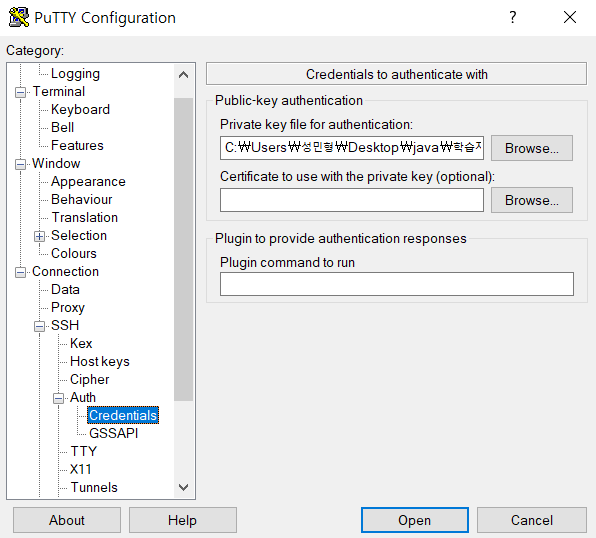 PuTTY Configuration
Category:
Logging
Terminal
Keyboard
Bell
Features
Window
Appearance
Behaviour
Translation
Selection
Colours
Connection
Data
Proxy
SSH
Kex
Host keys
Cipher
Auth
Credentials
GSSAPI
TTY
X11
Tunnels
Credentials to authenticate with
Public-key authentication
Private key file for authentication:
C:₩Users₩성민형₩Desktop₩java₩학습
Browse...
Certificate to use with the private key (optional):
Browse...
Plugin to provide authentication responses
Plugin command to run
About
Help
Open
Cancel